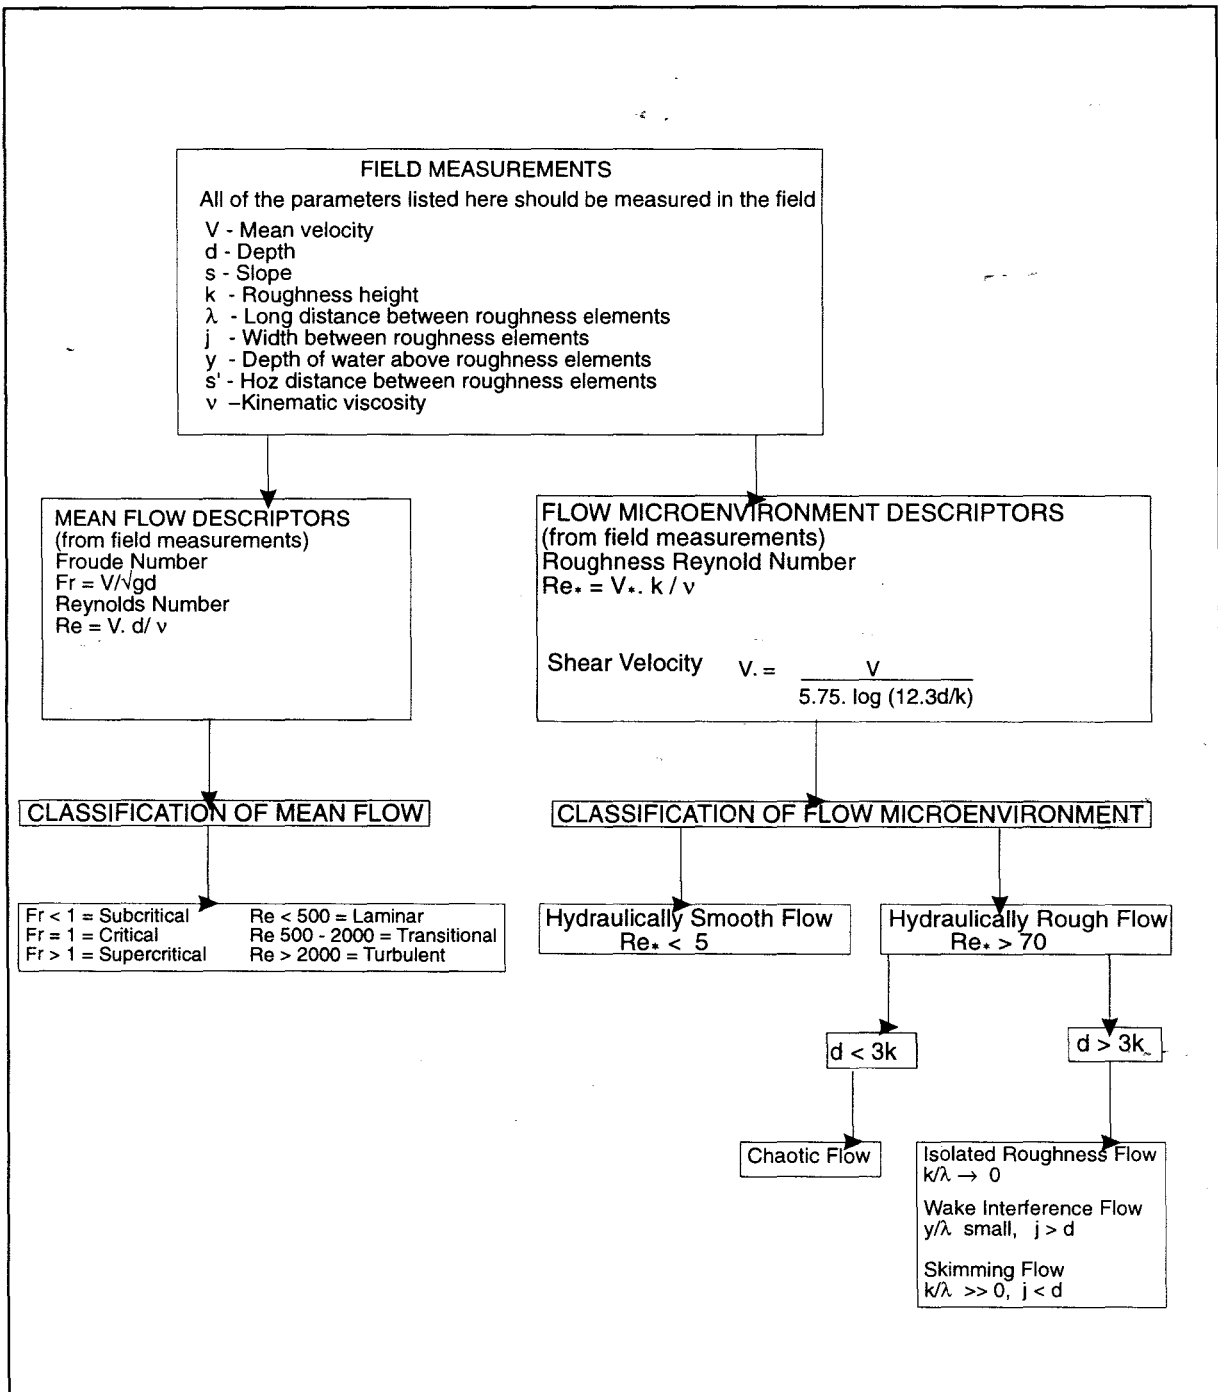 FIELD MEASUREMENTS
All of the parameters listed here should be measured in the field
V - Mean velocity
d - Depth
s - Slope
k - Roughness height
λ - Long distance between roughness elements
j - Width between roughness elements
y - Depth of water above roughness elements
s' - Hoz distance between roughness elements
ν –Kinematic viscosity
MEAN FLOW DESCRIPTORS
(from field measurements)
Froude Number
Fr = V/√gd
Reynolds Number
Re = V. d/ ν
FLOW MICROENVIRONMENT DESCRIPTORS
(from field measurements)
Roughness Reynold Number
Re* = V*. k / ν
Shear Velocity V. = V
5.75. log (12.3d/k)
CLASSIFICATION OF MEAN FLOW
CLASSIFICATION OF FLOW MICROENVIRONMENT
Fr < 1 = Subcritical Re < 500 = Laminar
Fr = 1 = Critical Re 500 - 2000 = Transitional
Fr > 1 = Supercritical Re > 2000 = Turbulent
Hydraulically Smooth Flow
Re* < 5
Hydraulically Rough Flow
Re* > 70
d < 3k
d > 3k
Chaotic Flow
Isolated Roughness Flow
k/λ → 0
Wake Interference Flow
y/λ small, j > d
Skimming Flow
k/λ >> 0, j < d